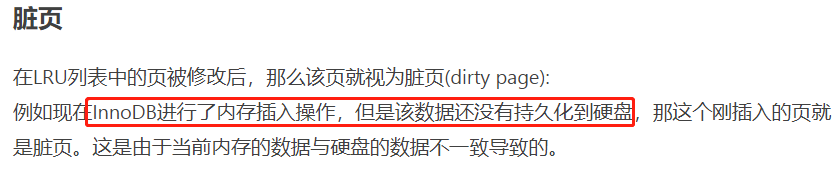 脏页
在LRU列表中的页被修改后，那么该页就视为脏页(dirty page):
例如现在InnoDB进行了内存插入操作，但是该数据还没有持久化到硬盘，那这个刚插入的页就
是脏页。这是由于当前内存的数据与硬盘的数据不一致导致的。